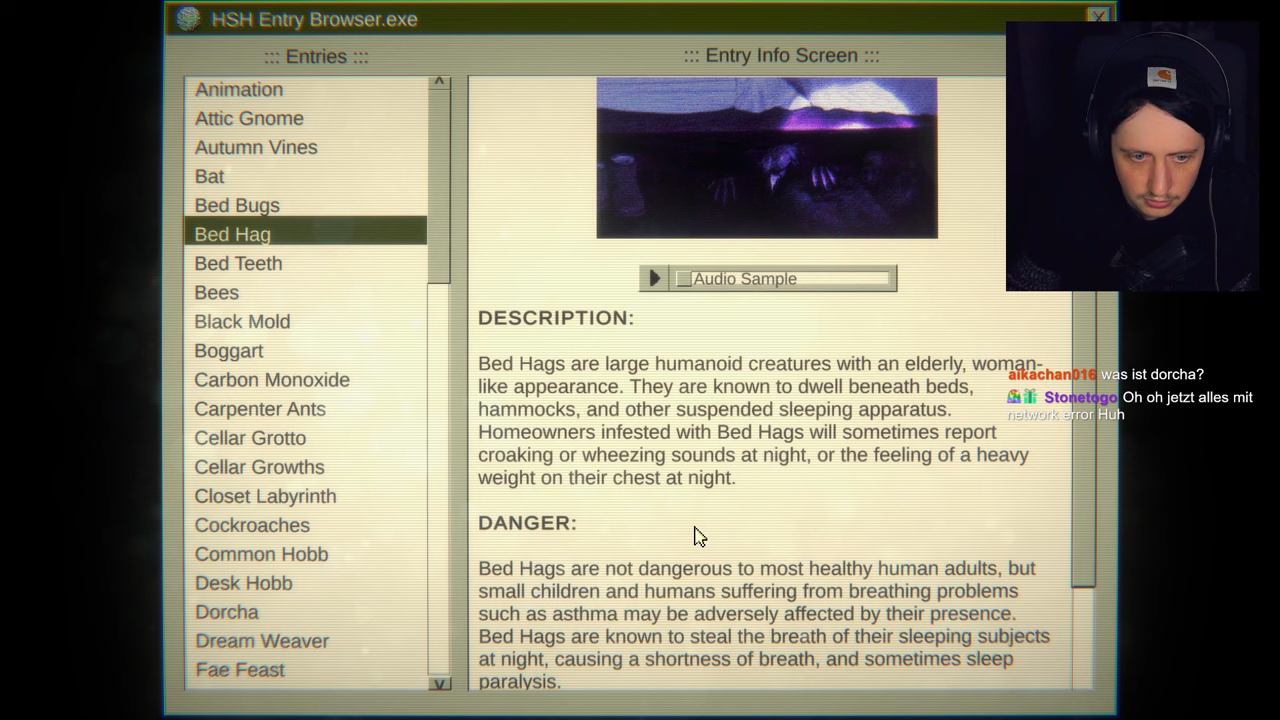 HSH Entry Browser.exe
X
::: Entries :::
::: Entry Info Screen :::
Animation
Attic Gnome
Autumn Vines
Bat
Bed Bugs
Bed Hag
Bed Teeth
Bees
Black Mold
Boggart
Carbon Monoxide
Carpenter Ants
Cellar Grotto
Cellar Growths
Closet Labyrinth
Cockroaches
Common Hobb
Desk Hobb
Dorcha
Dream Weaver
Fae Feast
Audio Sample
DESCRIPTION:
Bed Hags are large humanoid creatures with an elderly, woman-
like appearance. They are known to dwell beneath beds,
hammocks, and other suspended sleeping apparatus.
Homeowners infested with Bed Hags will sometimes report
croaking or wheezing sounds at night, or the feeling of a heavy
weight on their chest at night.
DANGER:
Bed Hags are not dangerous to most healthy human adults, but
small children and humans suffering from breathing problems
such as asthma may be adversely affected by their presence.
Bed Hags are known to steal the breath of their sleeping subjects
at night, causing a shortness of breath, and sometimes sleep
paralysis.
aikachan016 was ist dorcha?
Stonetogo Oh oh jetzt alles mit
network error Huh